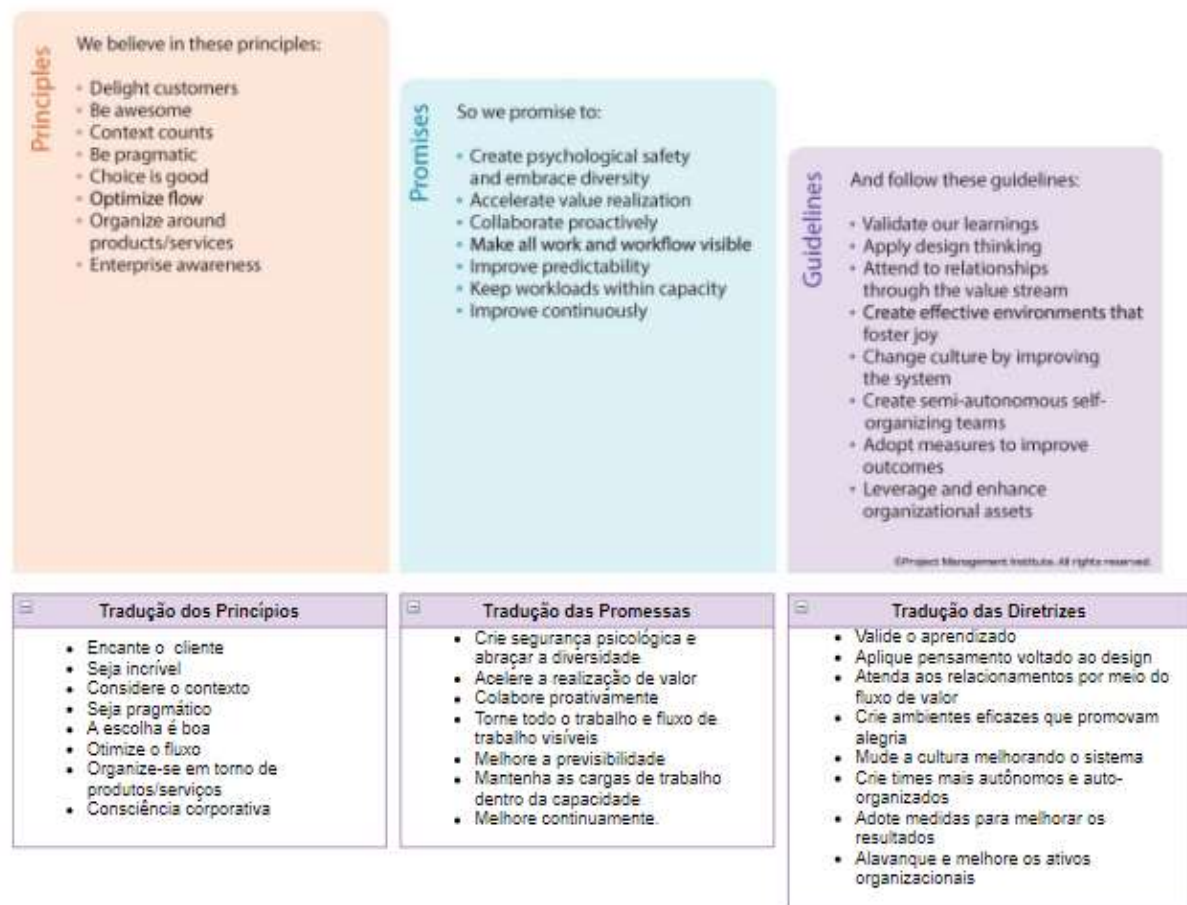 Principles
We believe in these principles:
• Delight customers
• Be awesome
• Context counts
• Be pragmatic
• Choice is good
• Optimize flow
• Organize around
products/services
• Enterprise awareness
Promises
So we promise to:
• Create psychological safety
and embrace diversity
• Accelerate value realization
• Collaborate proactively
• Make all work and workflow visible
• Improve predictability
• Keep workloads within capacity
• Improve continuously
Guidelines
And follow these guidelines:
• Validate our learnings
• Apply design thinking
• Attend to relationships
through the value stream
• Create effective environments that
foster joy
• Change culture by improving
the system
• Create semi-autonomous self-
organizing teams
• Adopt measures to improve
outcomes
• Leverage and enhance
organizational assets
©Project Management Institute. All rights reserved.
Tradução dos Princípios
• Encante o cliente
• Seja incrível
• Considere o contexto
• Seja pragmático
• A escolha é boa
• Otimize o fluxo
• Organize-se em torno de
produtos/serviços
• Consciência corporativa
Tradução das Promessas
• Crie segurança psicológica e
abraçar a diversidade
• Acelere a realização de valor
• Colabore proativamente
• Torne todo o trabalho e fluxo de
trabalho visíveis
• Melhore a previsibilidade
• Mantenha as cargas de trabalho
dentro da capacidade
• Melhore continuamente.
Tradução das Diretrizes
• Valide o aprendizado
• Aplique pensamento voltado ao design
• Atenda aos relacionamentos por meio do
fluxo de valor
• Crie ambientes eficazes que promovam
alegria
• Mude a cultura melhorando o sistema
• Crie times mais autônomos e auto-
organizados
• Adote medidas para melhorar os
resultados
• Alavanque e melhore os ativos
organizacionais